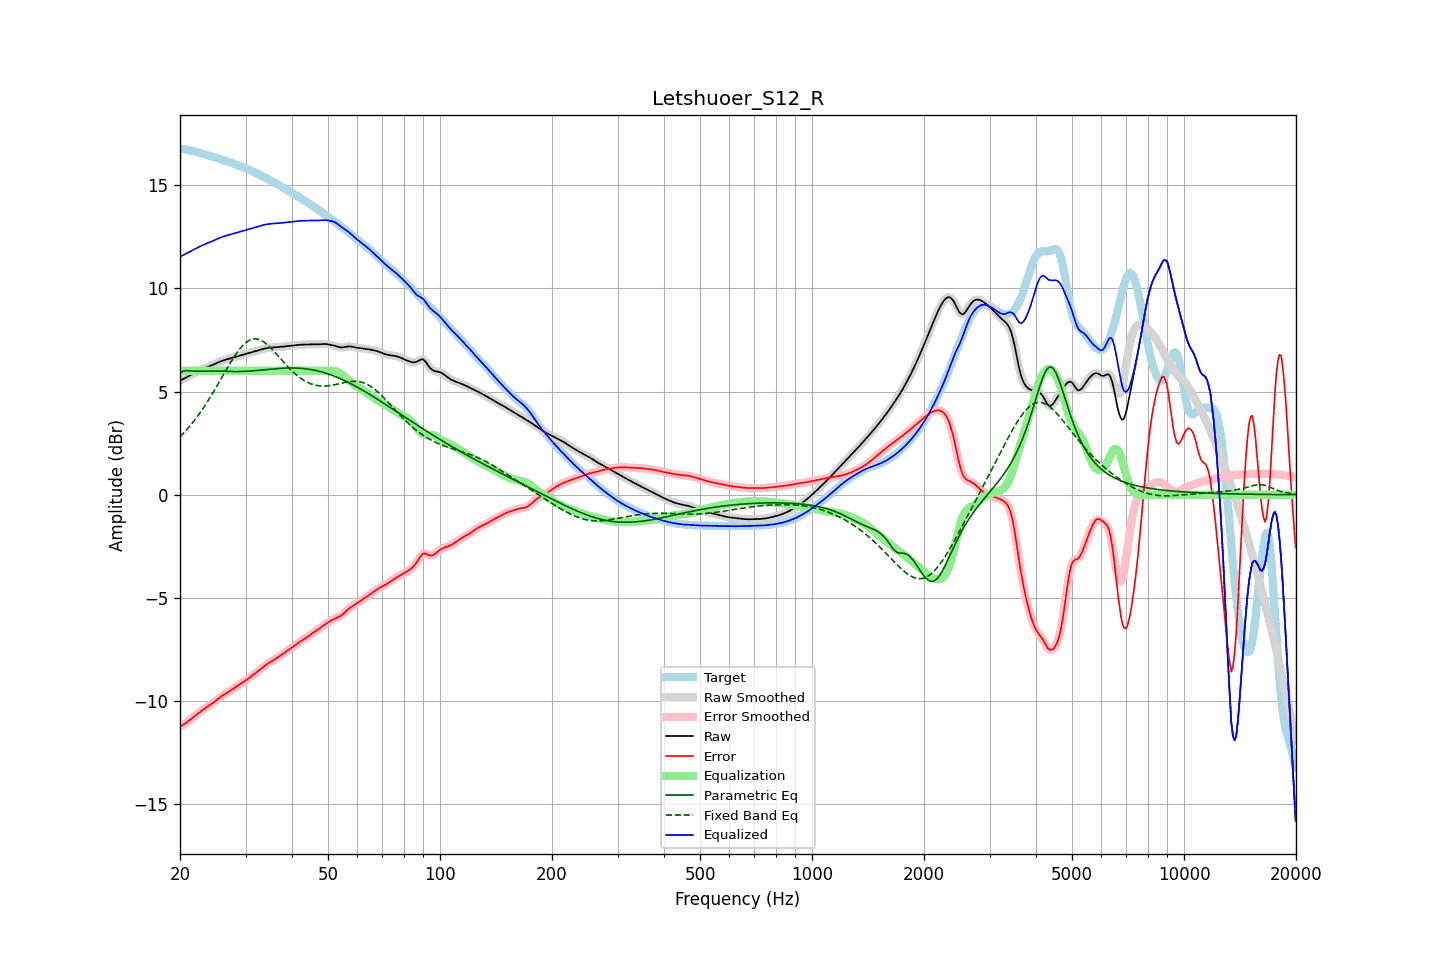 Letshuoer_S12_R
Amplitude (dBr)
15
10
5
0
−5
−10
−15
Target
Raw Smoothed
Error Smoothed
Raw
Error
Equalization
Parametric Eq
Fixed Band Eq
Equalized
20 50 100 200 500 1000 2000 5000 10000 20000
Frequency (Hz)